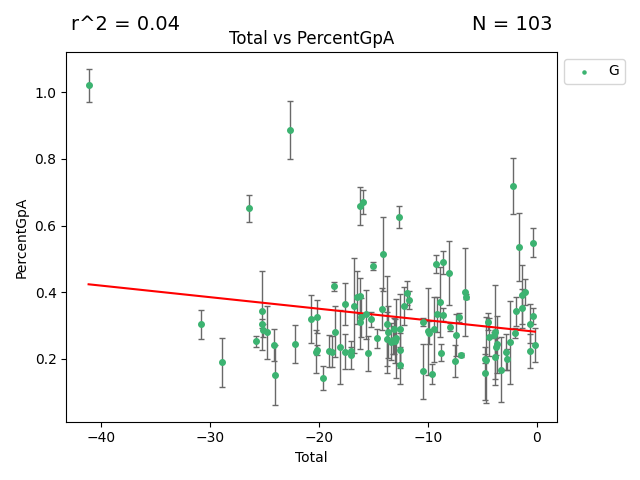 r^2 = 0.04
N = 103
Total vs PercentGpA
G
PercentGpA
1.0
0.8
0.6
0.4
0.2
−40
−30
−20
−10
0
Total